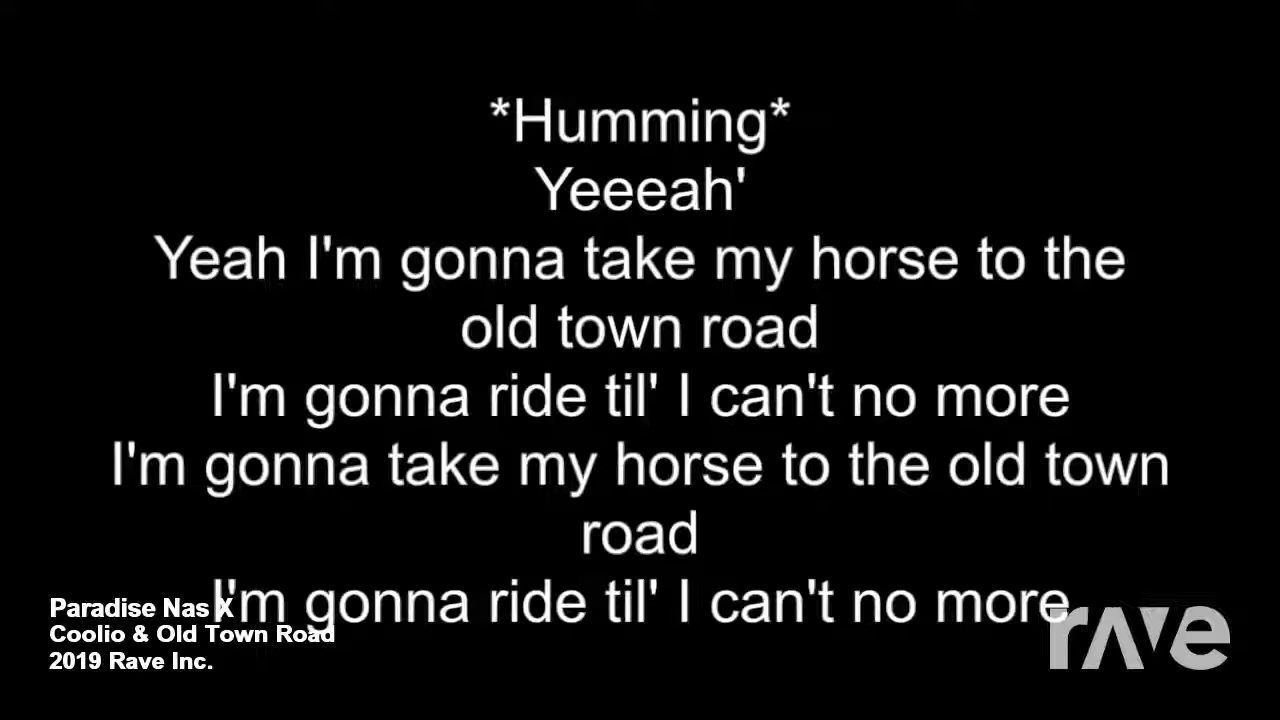 *Humming*
Yeeeah'
Yeah I'm gonna take my horse to the
old town road
I'm gonna ride til' I can't no more
I'm gonna take my horse to the old town
road
I'm gonna ride til' I can't no more
Paradise Nas X
Coolio & Old Town Road
2019 Rave Inc.
rave